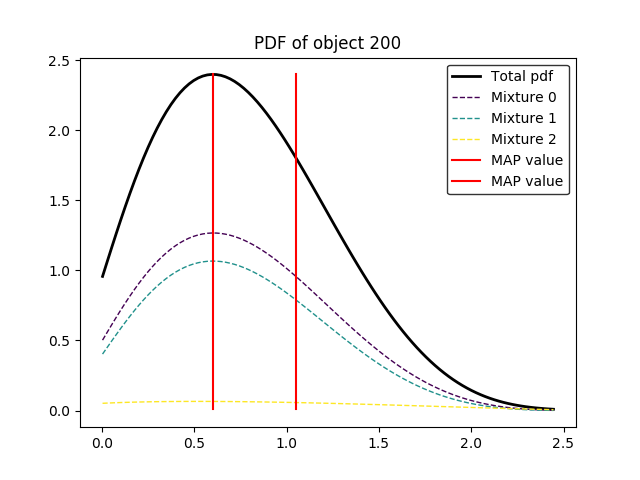 PDF of object 200
2.5
2.0
1.5
1.0
0.5
0.0
Total pdf
Mixture 0
Mixture 1
Mixture 2
MAP value
MAP value
0.0 0.5 1.0 1.5 2.0 2.5